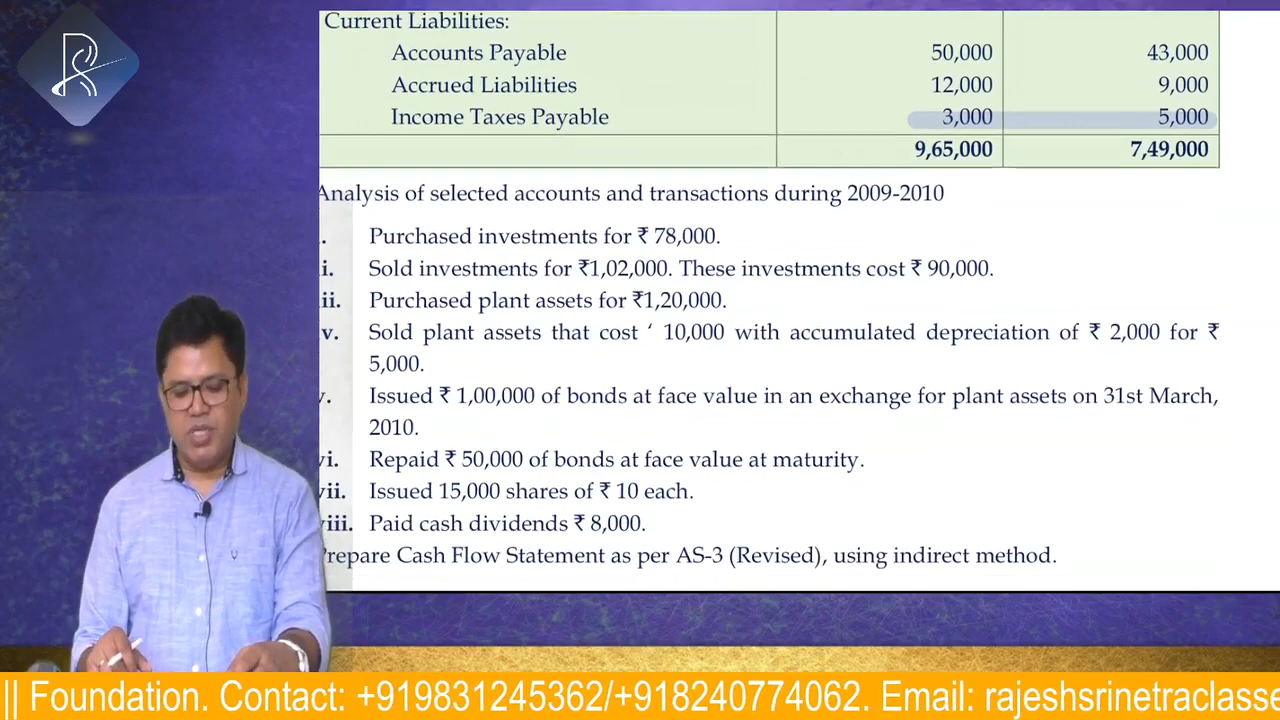 Current Liabilities:
Accounts Payable 50,000 43,000
Accrued Liabilities 12,000 9,000
Income Taxes Payable 3,000 5,000
9,65,000 7,49,000
Analysis of selected accounts and transactions during 2009-2010
. Purchased investments for ₹ 78,000.
ii. Sold investments for ₹1,02,000. These investments cost ₹ 90,000.
iii. Purchased plant assets for ₹1,20,000.
v. Sold plant assets that cost ‘ 10,000 with accumulated depreciation of ₹ 2,000 for ₹
5,000.
v. Issued ₹ 1,00,000 of bonds at face value in an exchange for plant assets on 31st March,
2010.
vi. Repaid ₹ 50,000 of bonds at face value at maturity.
vii. Issued 15,000 shares of ₹ 10 each.
viii. Paid cash dividends ₹ 8,000.
Prepare Cash Flow Statement as per AS-3 (Revised), using indirect method.
|| Foundation. Contact: +919831245362/+918240774062. Email: rajeshsrinetraclasse